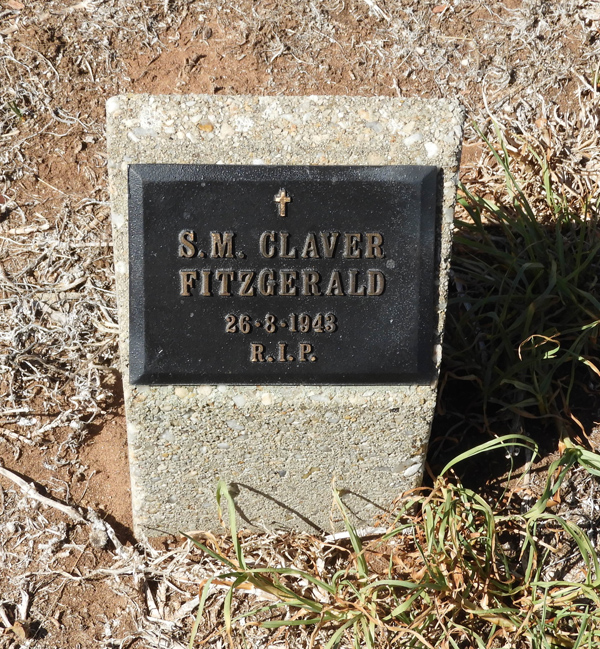 S.M. CLAVER
FITZGERALD
26·8·1943
R.I.P.